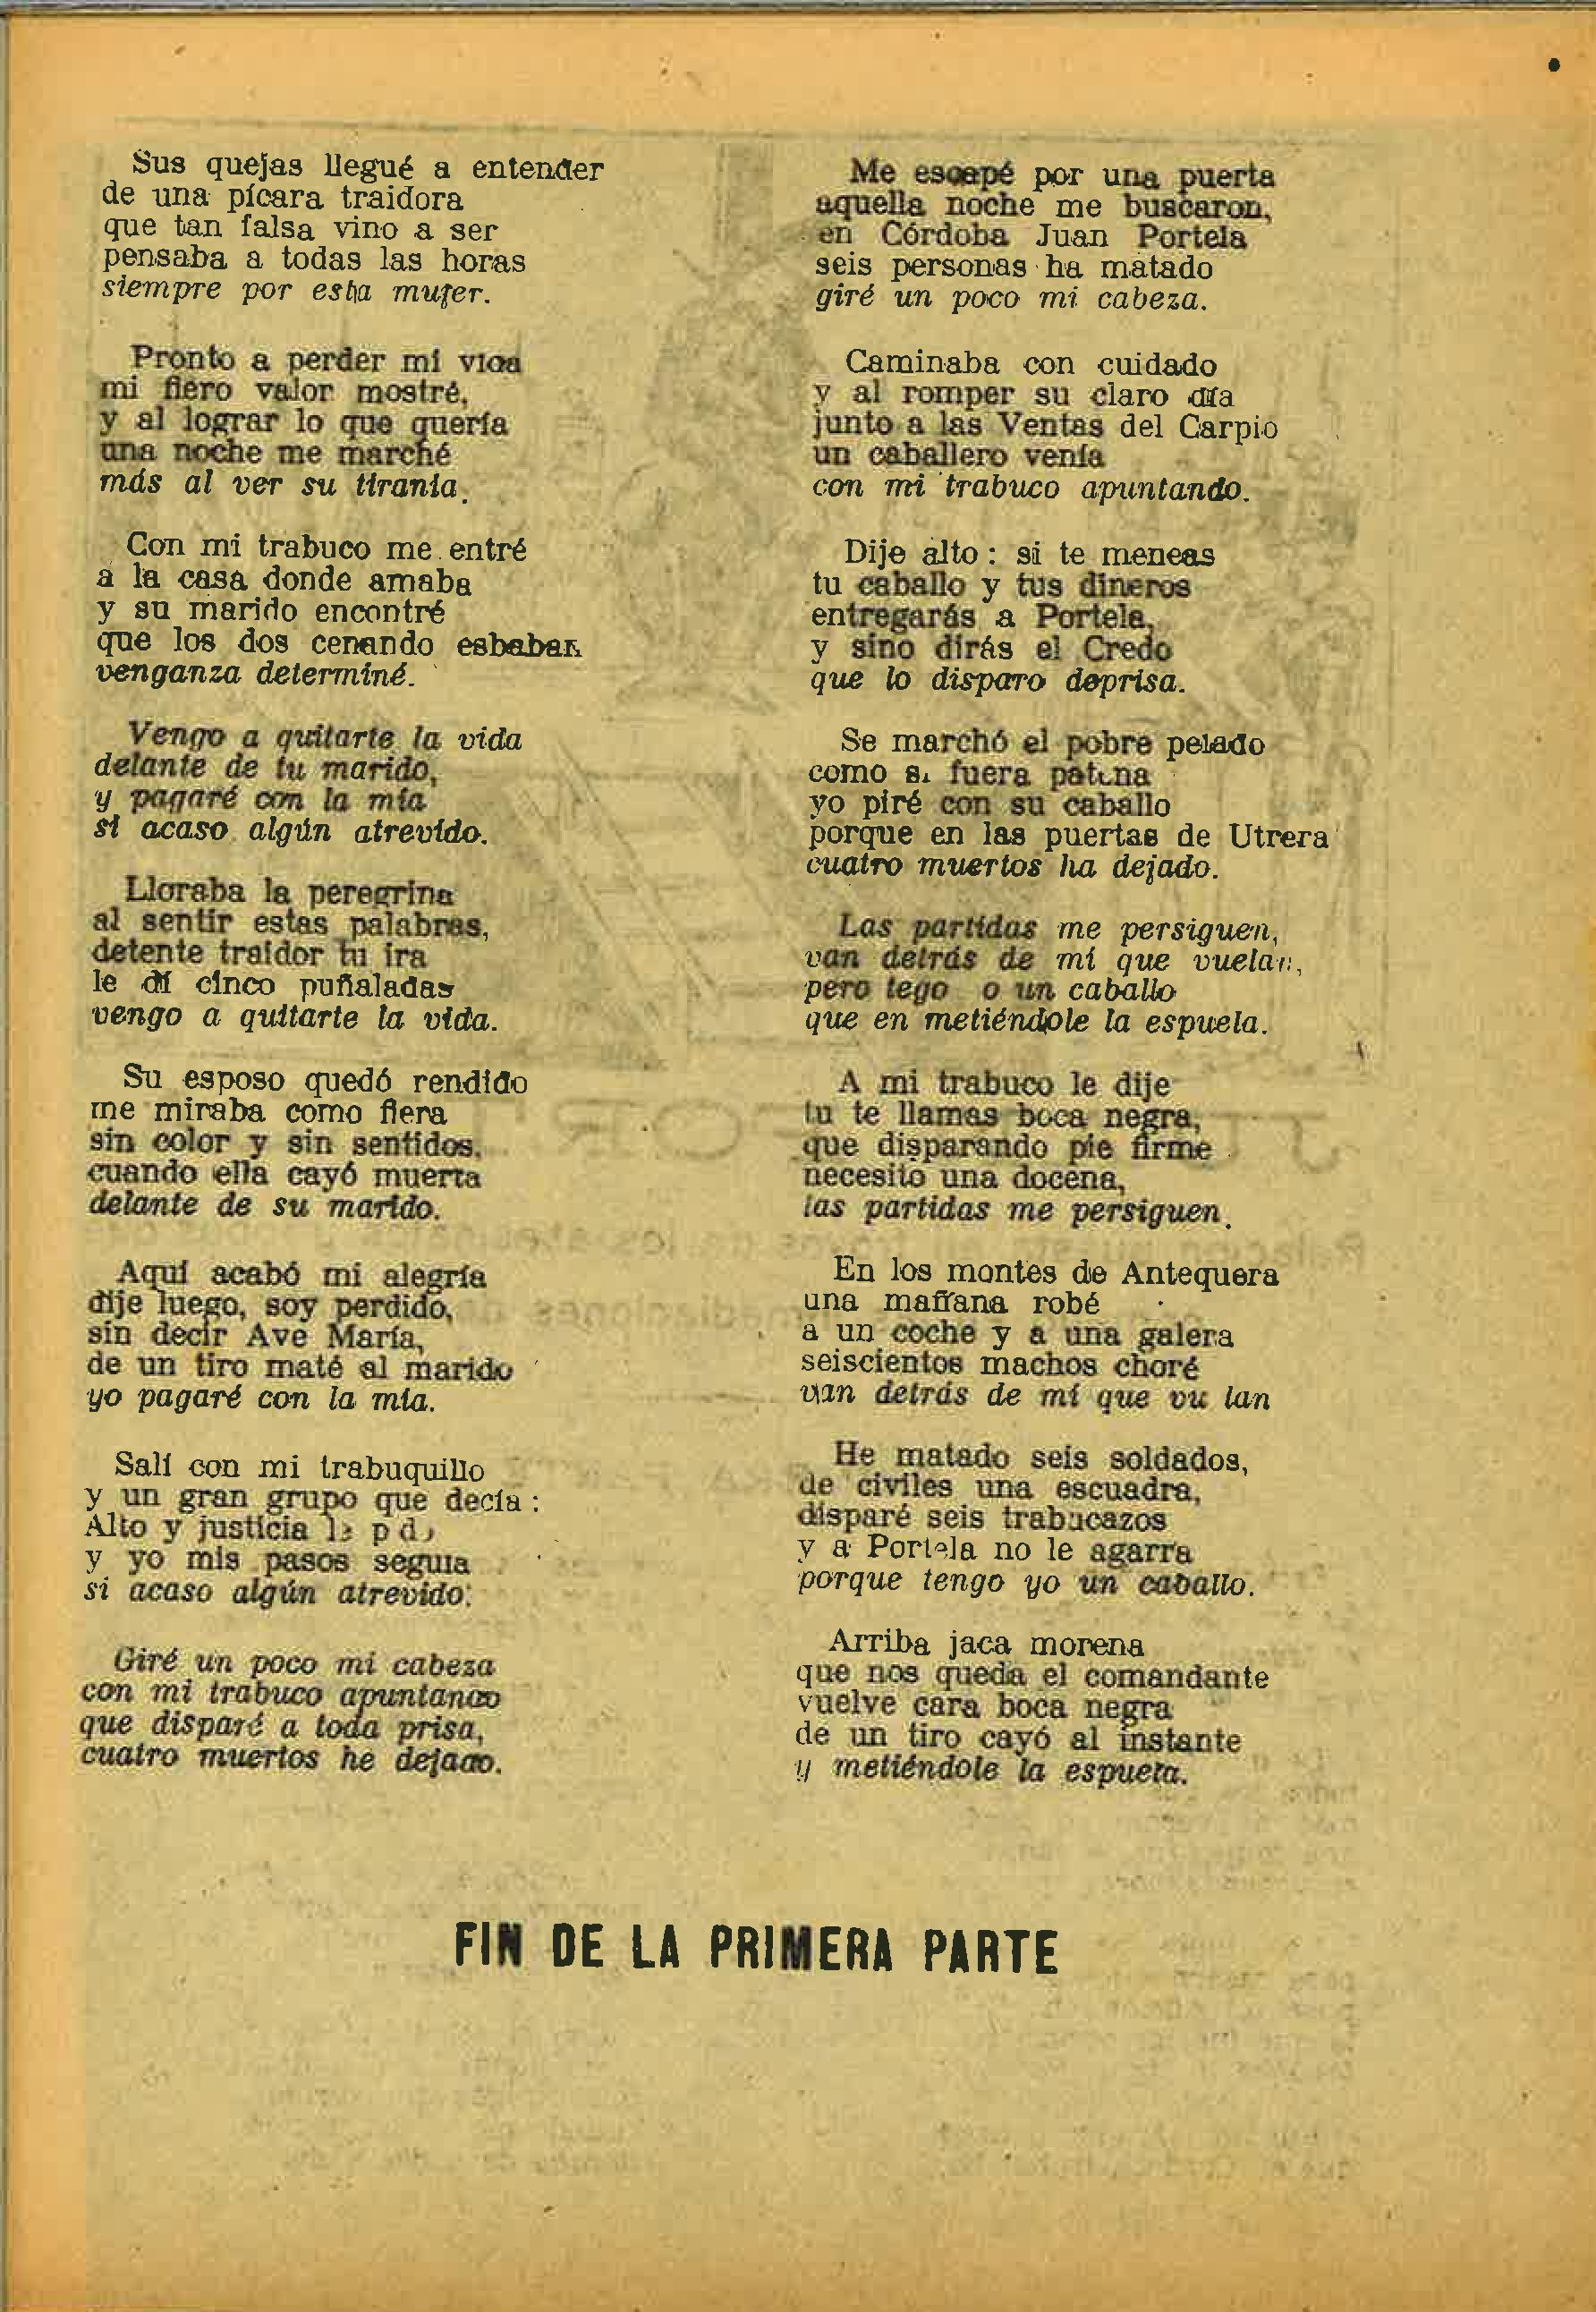 Sus quejas llegué a entender
de una pícara traidora
que tan falsa vino a ser
pensaba a todas las horas
siempre por esta mujer.
Pronto a perder mi vida
mi fiero valor mostré,
y al lograr lo que quería
una noche me marché
más al ver su tiranía.
Con mi trabuco me entré
a la casa donde amaba
y su marido encontré
que los dos cenando esbaban
venganza determiné.
Vengo a quitarte la vida
delante de tu marido,
y pagaré con la mía
si acaso algún atrevido.
Lloraba la peregrina
al sentir estas palabras,
detente traidor tu ira
le di cinco puñaladas
vengo a quitarte la vida.
Su esposo quedó rendido
me miraba como fiera
sin color y sin sentidos,
cuando ella cayó muerta
delante de su marido.
Aquí acabó mi alegría
dije luego, soy perdido,
sin decir Ave María,
de un tiro maté al marido
yo pagaré con la mía.
Salí con mi trabuquillo
y un gran grupo que decía:
Alto y justicia
y yo mis pasos seguía
si acaso algún atrevido.
Giré un poco mi cabeza
con mi trabuco apuntando
que disparé a toda prisa,
cuatro muertos he dejado.
Me escapé por una puerta
aquella noche me buscaron,
en Córdoba Juan Portela
seis personas ha matado
giré un poco mi cabeza.
Caminaba con cuidado
y al romper su claro día
junto a las Ventas del Carpio
un caballero venía
con mi trabuco apuntando.
Dije alto: si te meneas
tu caballo y tus dineros
entregarás a Portela,
y sino dirás el Credo
que lo disparo deprisa.
Se marchó el pobre pelado
como si fuera patena
yo piré con su caballo
porque en las puertas de Utrera
cuatro muertos ha dejado.
Las partidas me persiguen,
van detrás de mí que vuelan,
pero tego o un caballo
que en metiéndole la espuela.
A mi trabuco le dije
tu te llamas boca negra,
que disparando pie firme
necesito una docena,
las partidas me persiguen.
En los montes de Antequera
una mañana robé
a un coche y a una galera
seiscientos machos choré
van detrás de mí que vu lan
He matado seis soldados,
de civiles una escuadra,
disparé seis trabucazos
y a Portela no le agarra
porque tengo yo un caballo.
Arriba jaca morena
que nos queda el comandante
vuelve cara boca negra
de un tiro cayó al instante
y metiéndole la espuela.
FIN DE LA PRIMERA PARTE